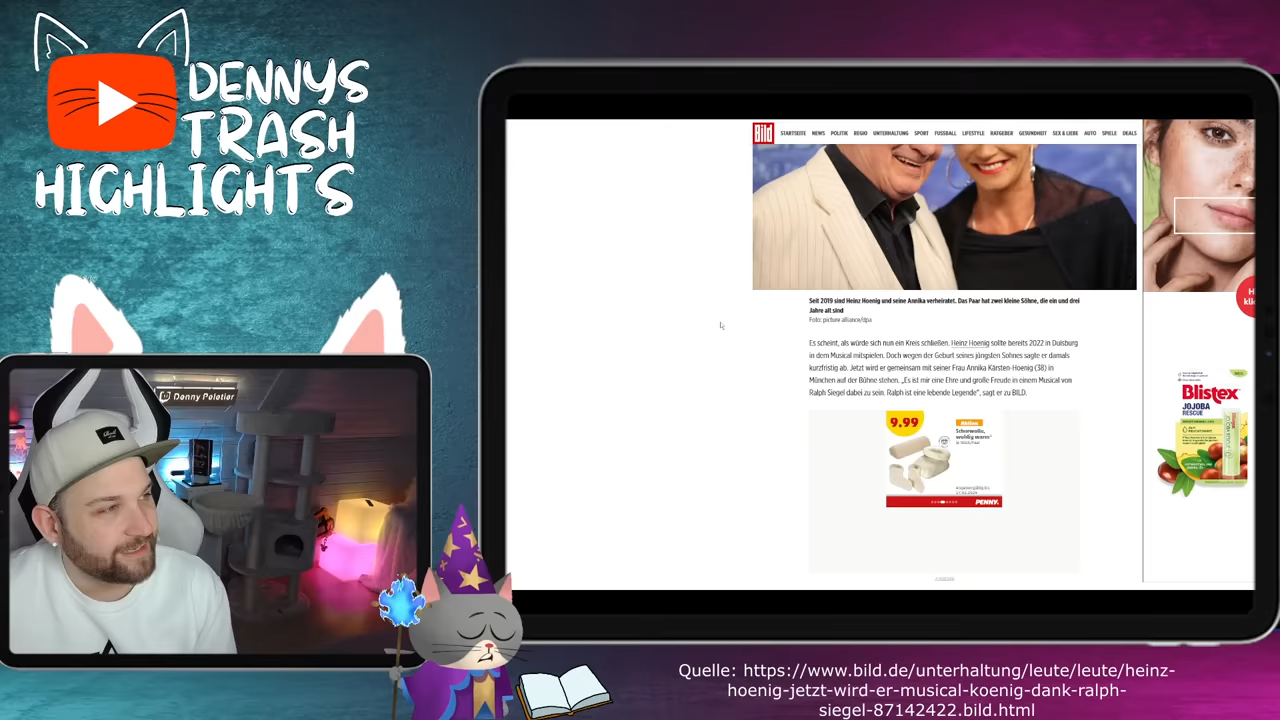 DENNYS
TRASH
HIGHLIGHTS
Bild STARTSEITE NEWS POLITIK REGIO UNTERHALTUNG SPORT FUSSBALL LIFESTYLE RATGEBER GESUNDHEIT SEX & LIEBE AUTO SPIELE DEALS
Seit 2019 sind Heinz Hoenig und seine Annika verheiratet. Das Paar hat zwei kleine Söhne, die ein und drei
Jahre alt sind
Foto: picture alliance/dpa
Es scheint, als würde sich nun ein Kreis schließen. Heinz Hoenig sollte bereits 2022 in Duisburg
in dem Musical mitspielen. Doch wegen der Geburt seines jüngsten Sohnes sagte er damals
kurzfristig ab. Jetzt wird er gemeinsam mit seiner Frau Annika Kärsten-Hoenig (38) in
München auf der Bühne stehen. „Es ist mir eine Ehre und große Freude in einem Musical von
Ralph Siegel dabei zu sein. Ralph ist eine lebende Legende“, sagt er zu BILD.
9.99
Aktion
Schurwolle,
wohlig warm
PENNY.
Blistex
JOJOBA
RESCUE
Denny Peletier
Quelle: https://www.bild.de/unterhaltung/leute/leute/heinz-
hoenig-jetzt-wird-er-musical-koenig-dank-ralph-
siegel-87142422.bild.html